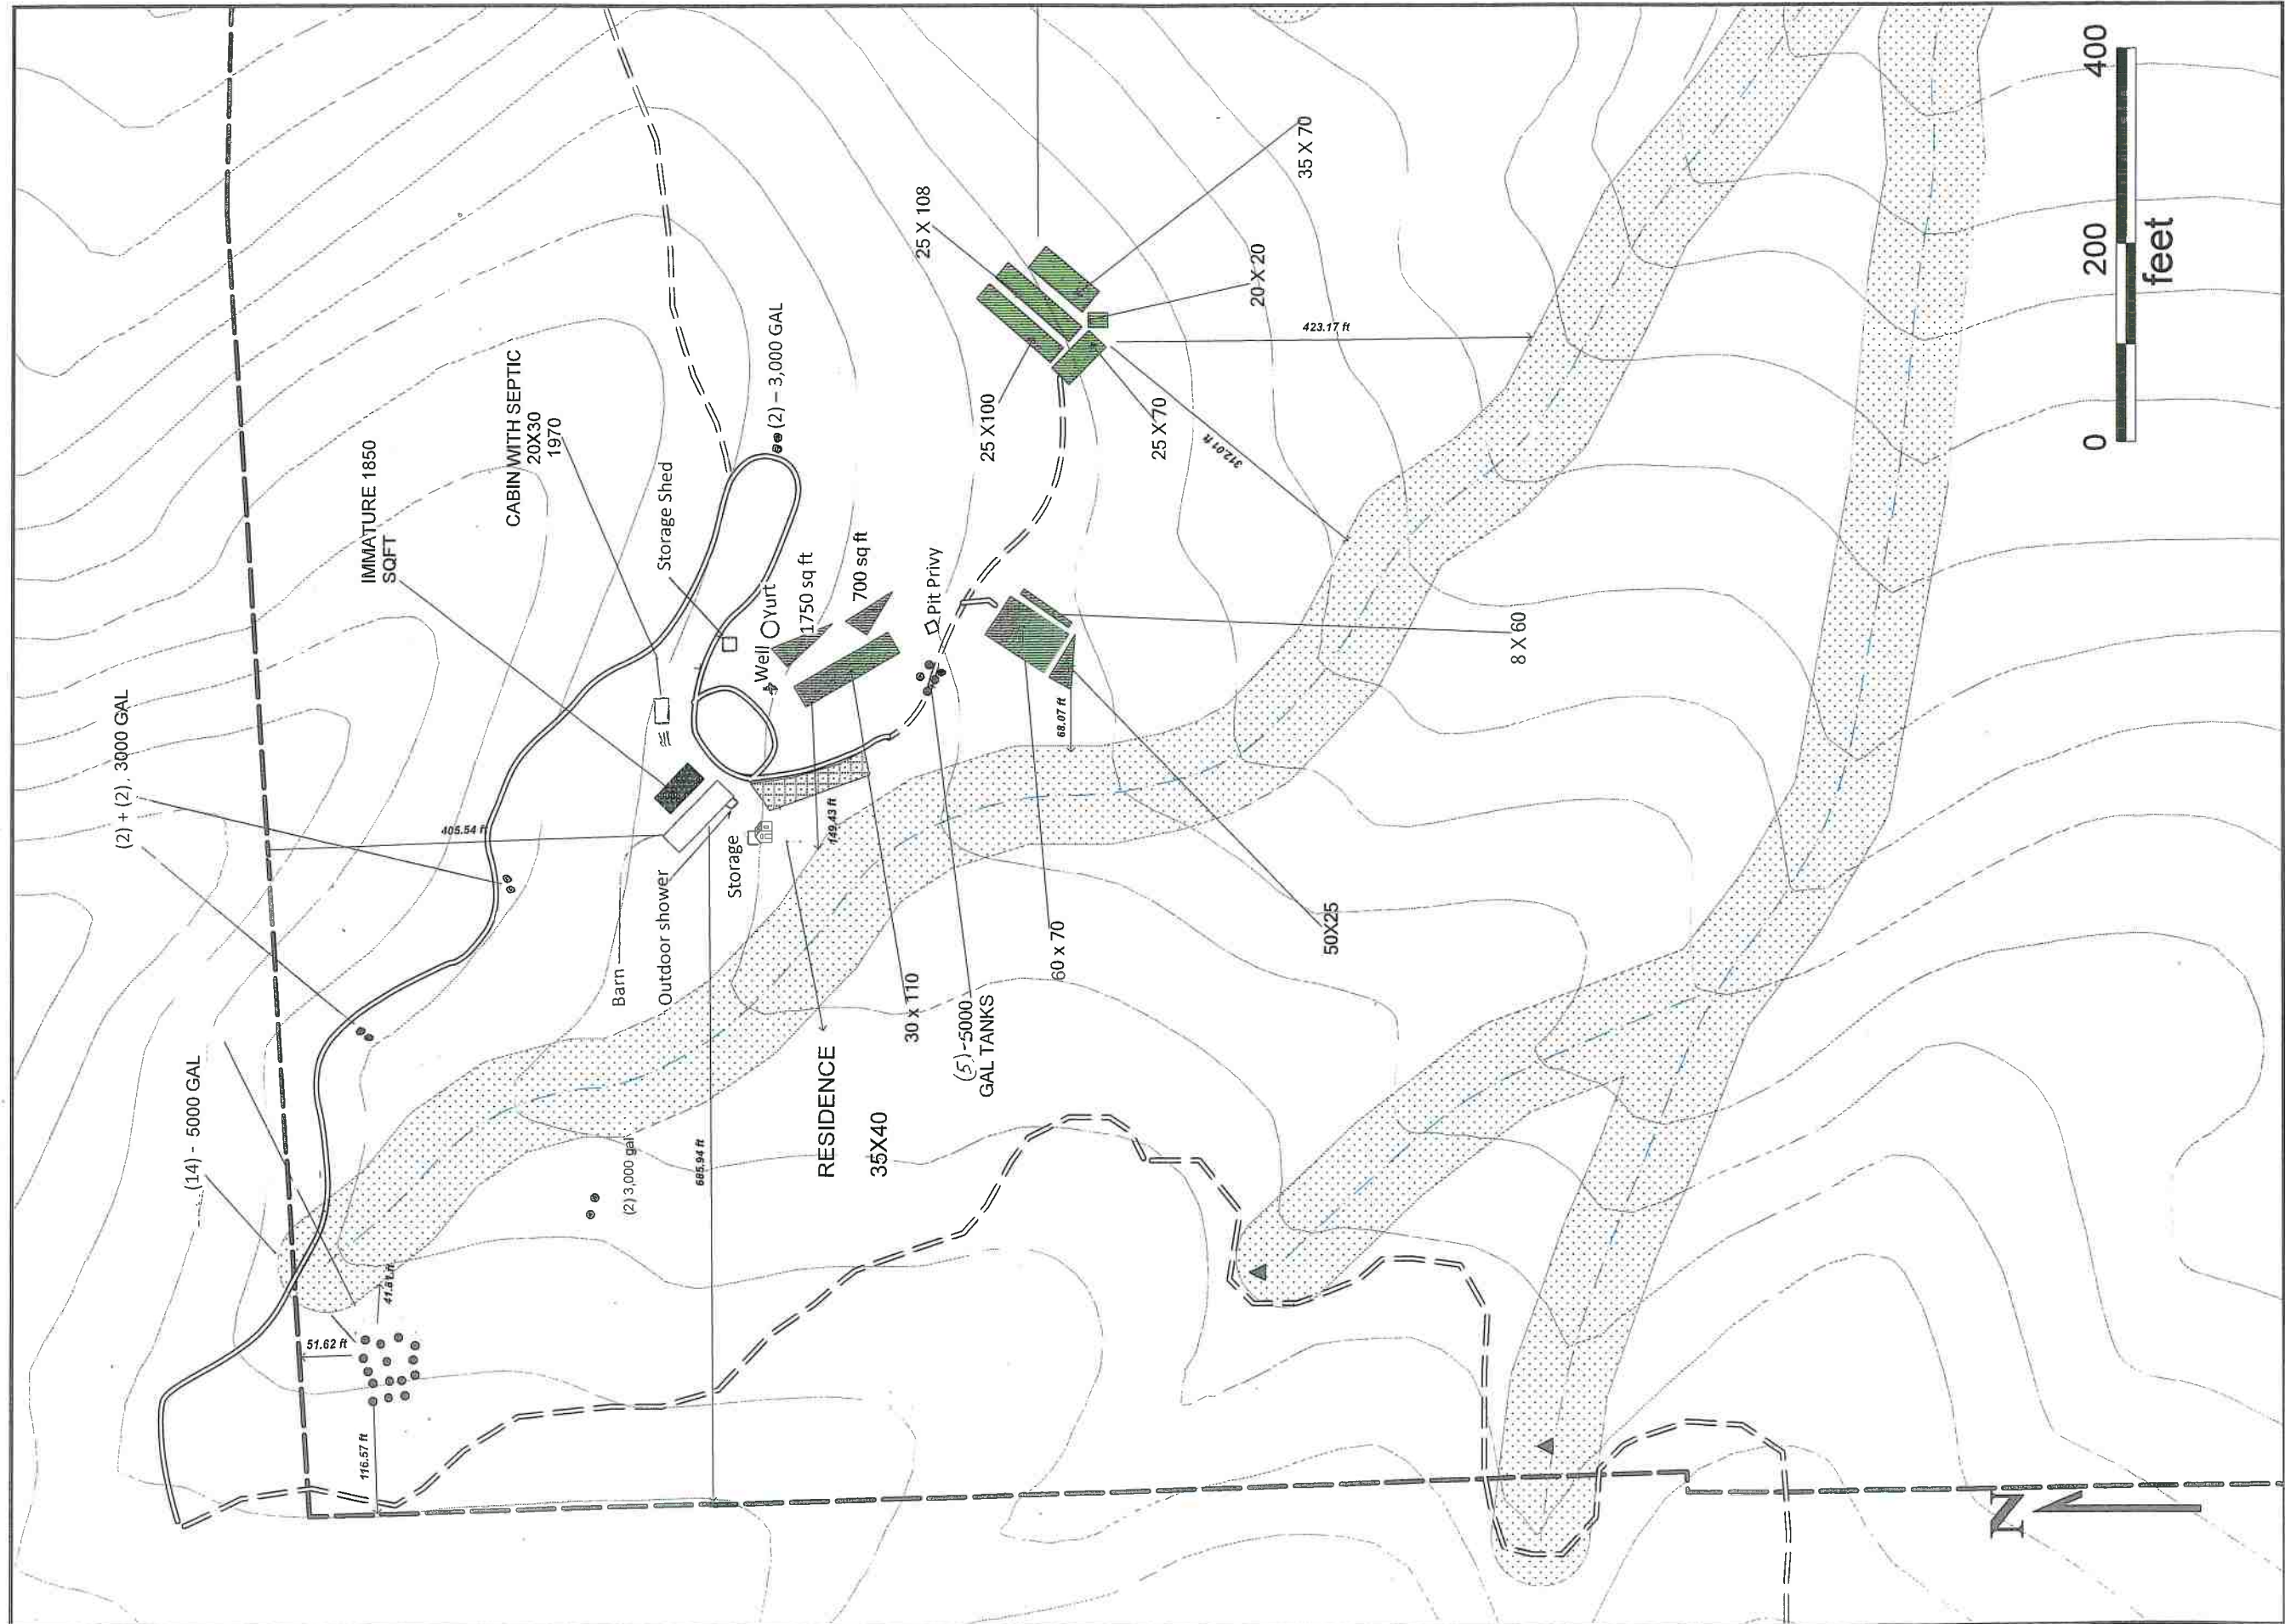 (14) - 5000 GAL
(2) + (2) , 3000 GAL
IMMATURE 1850
SQFT
CABIN WITH SEPTIC
20X30
1970
Storage Shed
(2) – 3,000 GAL
405.54 ft
51.62 ft
41.81 ft
116.57 ft
Barn
Outdoor shower
Storage
Well
Yurt
1750 sq ft
700 sq ft
Pit Privy
149.43 ft
(2) 3,000 gal
685.94 ft
RESIDENCE
35X40
30 x 110
(5)-5000
GAL TANKS
60 x 70
50X25
8 X 60
68.07 ft
25 X 108
25 X100
25 X 70
20 X 20
35 X 70
312.01 ft
423.17 ft
N
0 200 400
feet